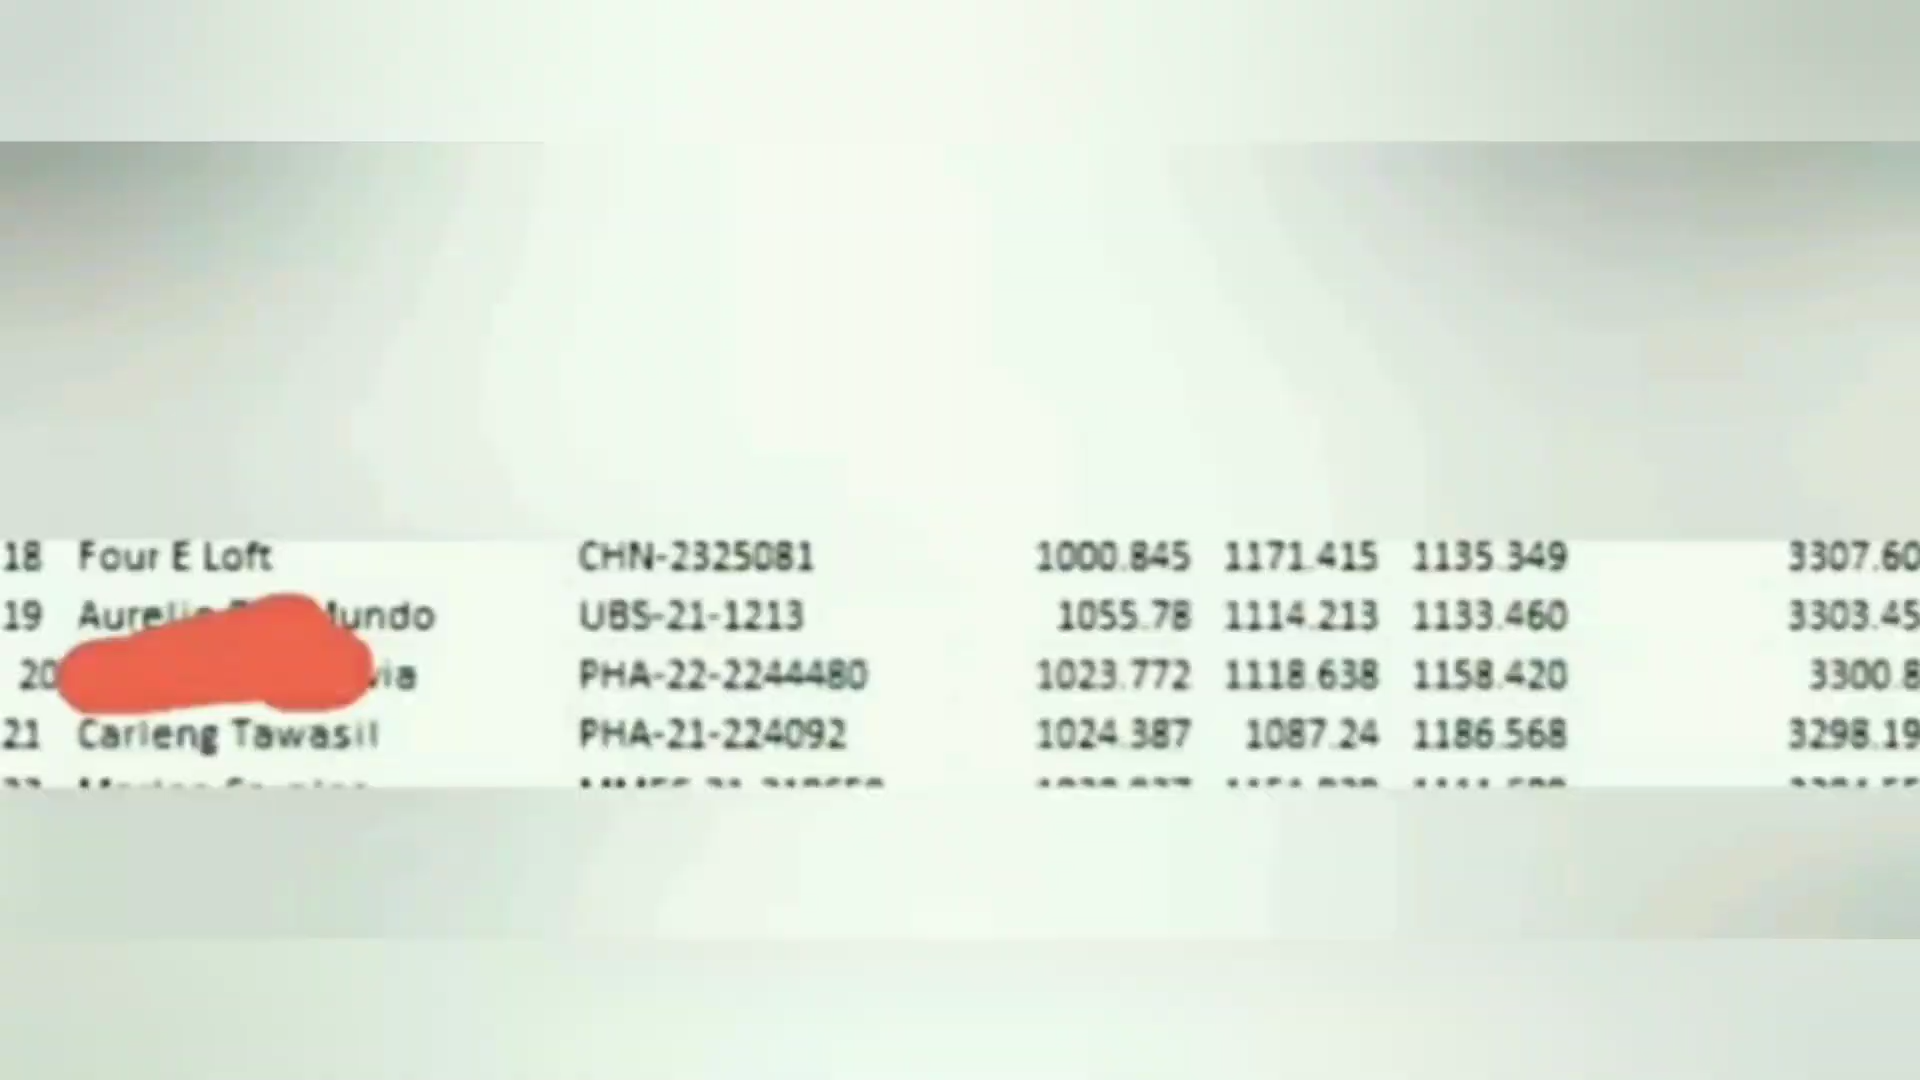 18 Four E Loft CHN-2325081 1000.845 1171.415 1135.349 3307.60
19 Mundo UBS-21-1213 1055.78 1114.213 1133.460 3303.45
20 PHA-22-2244480 1023.772 1118.638 1158.420 3300.8
21 Carleng Tawasil PHA-21-224092 1024.387 1087.24 1186.568 3298.19